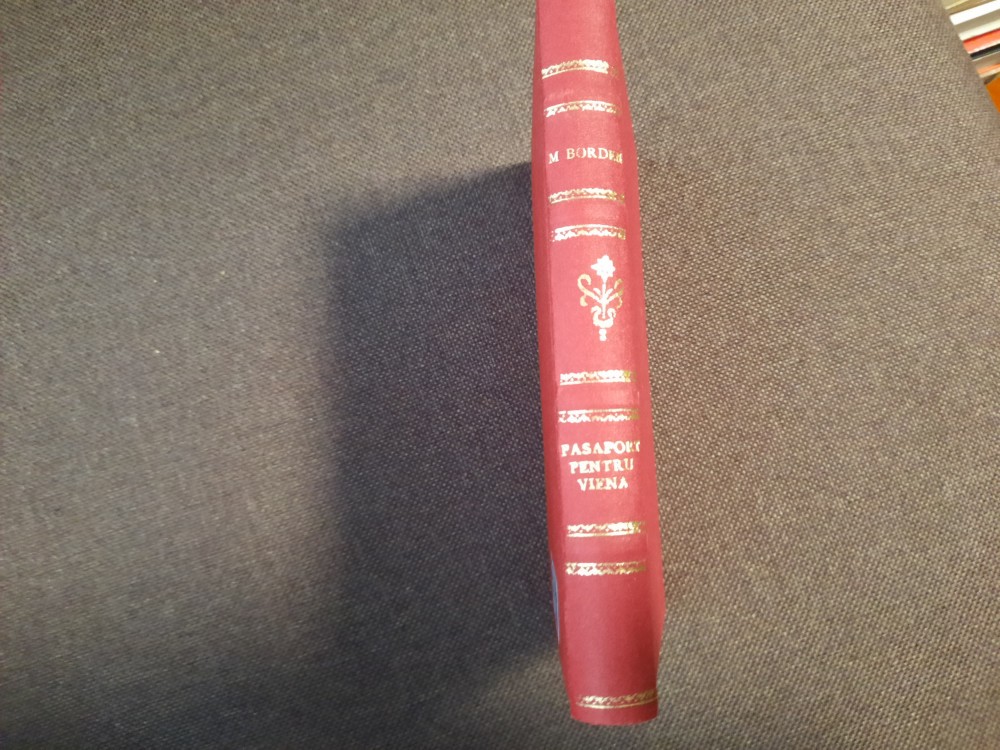 M BORDEN
PASAPORT
PENTRU
VIENA